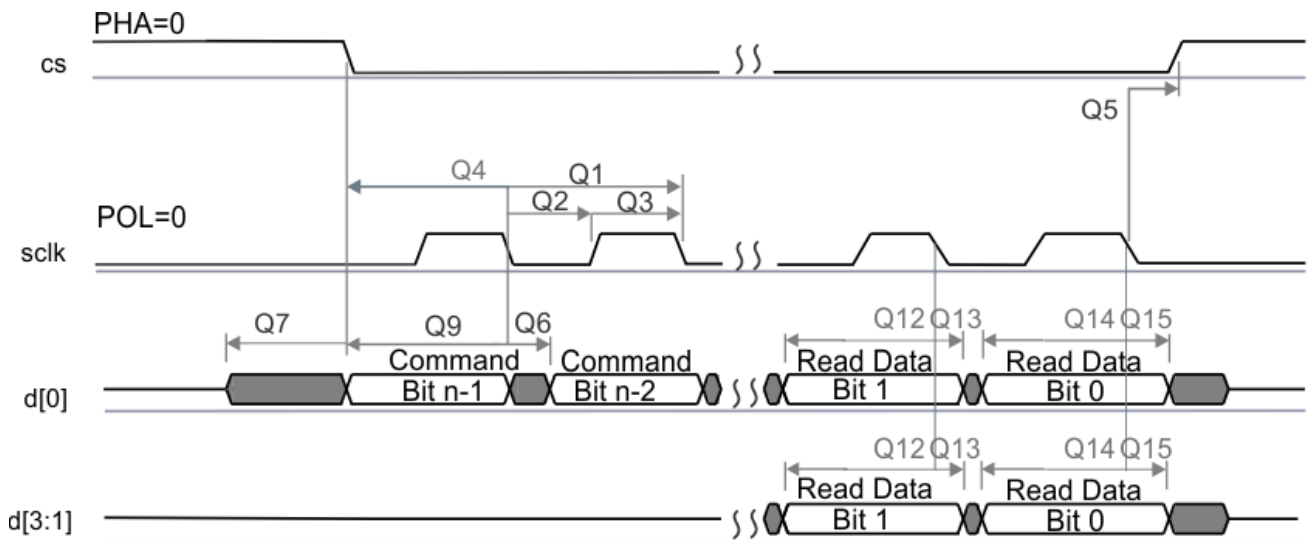 PHA=0
cs
Q5
Q4 Q1
Q2 Q3
POL=0
sclk
Q7 Q9 Q6 Q12 Q13 Q14 Q15
Command Command Read Data Read Data
d[0] Bit n-1 Bit n-2 Bit 1 Bit 0
Q12 Q13 Q14 Q15
Read Data Read Data
d[3:1] Bit 1 Bit 0